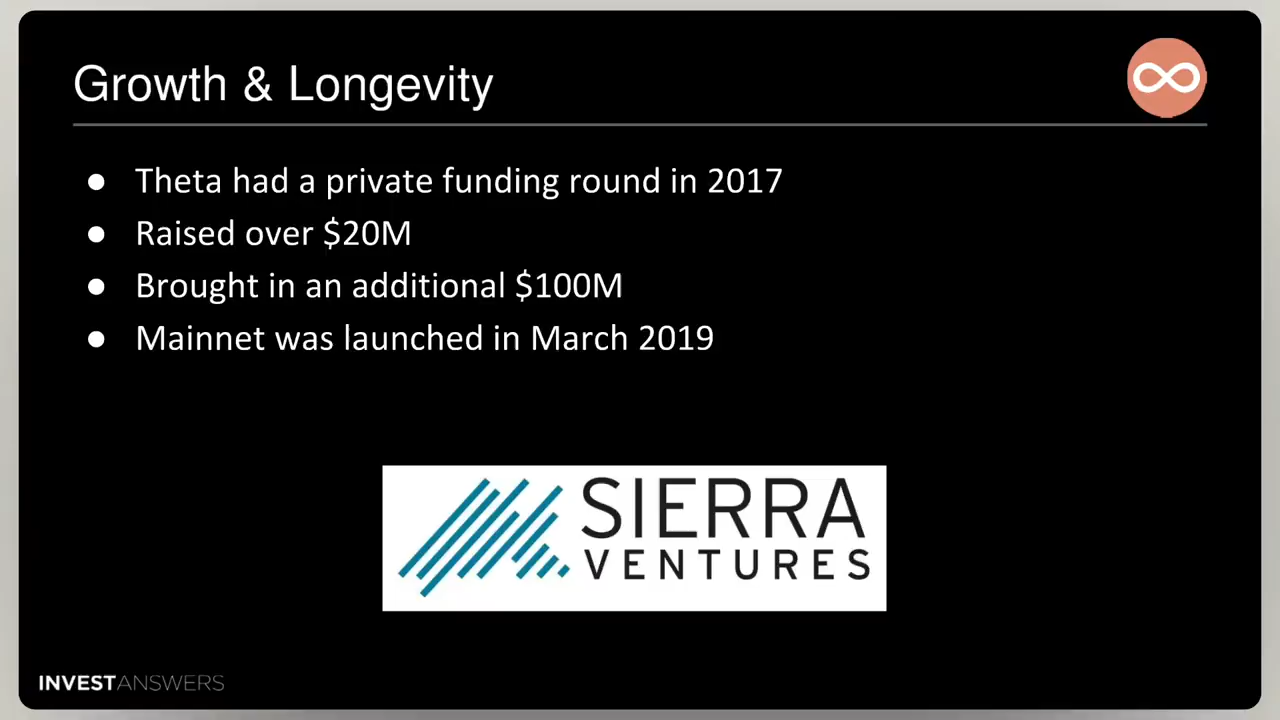 Growth & Longevity
● Theta had a private funding round in 2017
● Raised over $20M
● Brought in an additional $100M
● Mainnet was launched in March 2019
SIERRA
VENTURES
INVESTANSWERS